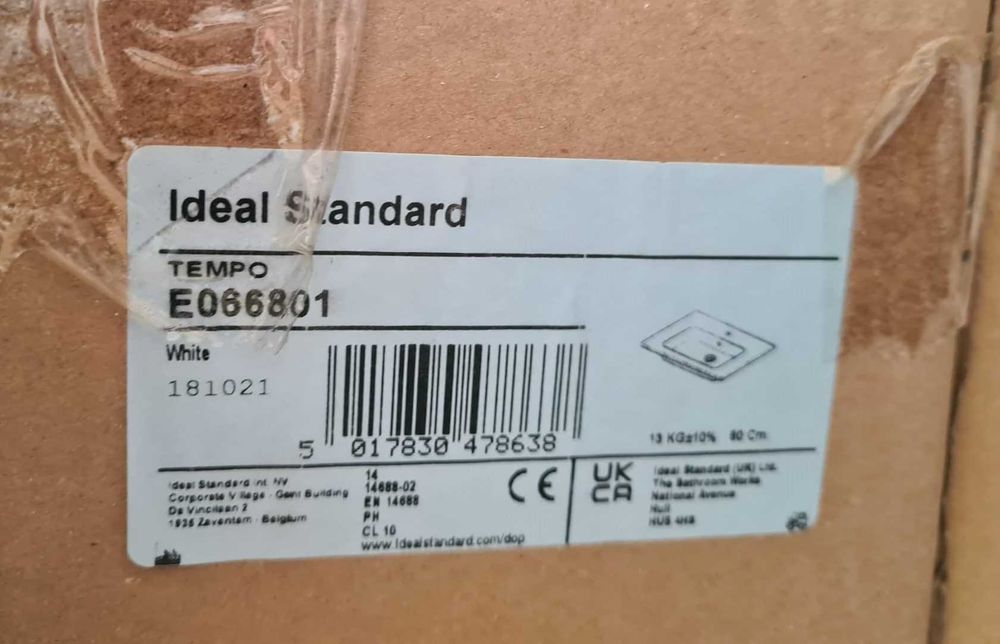 Ideal Standard
TEMPO
E066801
White
181021
5 017830 478638
13 KG±10% 80 Cm
Ideal Standard Int. NV
Corporate Village - Gent Building
Da Vincilaan 2
1935 Zaventem - Belgium
14
14688-02
EN 14688
PH
CL 10
www.idealstandard.com/dop
CE
UK
CA
Ideal Standard (UK) Ltd.
The Bathroom Works
National Avenue
Hull